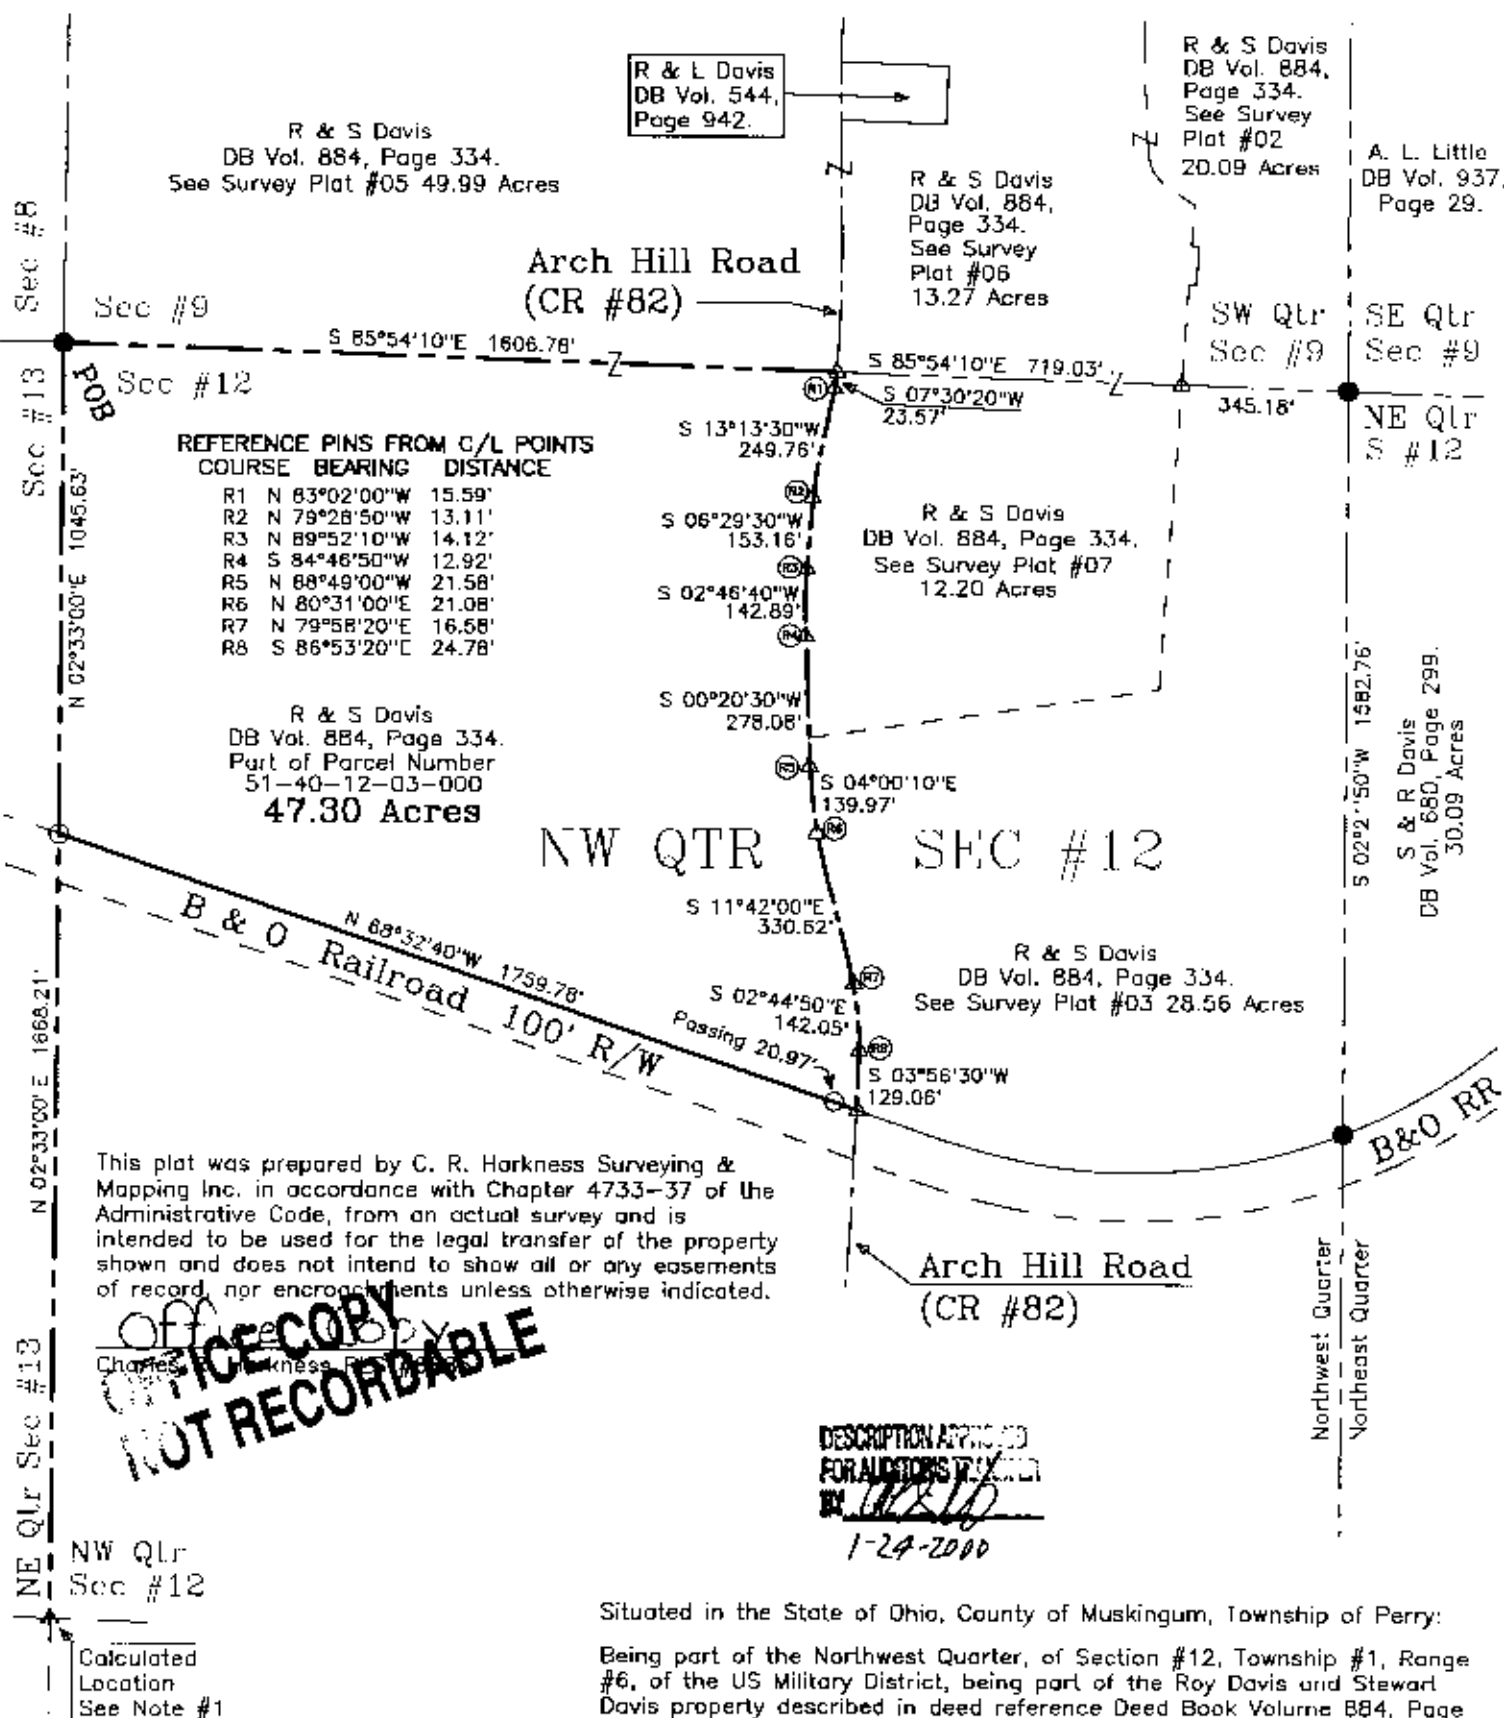 R & L Davis
DB Vol. 544,
Page 942.
R & S Davis
DB Vol. 884,
Page 334.
See Survey
Plat #02
20.09 Acres
A. L. Little
DB Vol. 937,
Page 29.
R & S Davis
DB Vol. 884, Page 334.
See Survey Plat #05 49.99 Acres
R & S Davis
DB Vol. 884,
Page 334.
See Survey
Plat #06
13.27 Acres
Arch Hill Road
(CR #82)
Sec #8
Sec #9
Sec #13
Sec #12
POB
S 85°54'10"E 1606.76'
S 85°54'10"E 719.03'
345.18'
SW Qtr
Sec #9
SE Qtr
Sec #9
NE Qtr
S #12
R1
S 07°30'20"W
23.57'
S 13°13'30"W
249.76'
REFERENCE PINS FROM C/L POINTS
COURSE BEARING DISTANCE
R1 N 83°02'00"W 15.59'
R2 N 79°28'50"W 13.11'
R3 N 89°52'10"W 14.12'
R4 S 84°46'50"W 12.92'
R5 N 88°49'00"W 21.58'
R6 N 80°31'00"E 21.08'
R7 N 79°58'20"E 16.58'
R8 S 86°53'20"E 24.78'
N 02°33'00"E 1045.63'
R2
S 06°29'30"W
153.16'
R3
S 02°46'40"W
142.89'
R4
R & S Davis
DB Vol. 884, Page 334.
See Survey Plat #07
12.20 Acres
S 00°20'30"W
278.08'
R5
S 04°00'10"E
139.97'
R6
R & S Davis
DB Vol. 884, Page 334.
Part of Parcel Number
51-40-12-03-000
47.30 Acres
NW QTR SEC #12
S 02°2 '50"W 1582.76'
S & R Davis
DB Vol. 680, Page 299.
30.09 Acres
S 11°42'00"E
330.62'
R7
N 68°32'40"W 1759.78'
B & O Railroad 100' R/W
S 02°44'50"E
142.05'
R8
Passing 20.97'
S 03°56'30"W
129.06'
R & S Davis
DB Vol. 884, Page 334.
See Survey Plat #03 28.56 Acres
B&O RR
N 02°33'00"E 1668.21'
This plat was prepared by C. R. Harkness Surveying &
Mapping Inc. in accordance with Chapter 4733-37 of the
Administrative Code, from an actual survey and is
intended to be used for the legal transfer of the property
shown and does not intend to show all or any easements
of record, nor encroachments unless otherwise indicated.
Office Copy
Charles Harkness
OFFICE COPY
NOT RECORDABLE
Arch Hill Road
(CR #82)
Northwest Quarter
Northeast Quarter
DESCRIPTION APPROVED
FOR AUDITORS TRANSFER
BY
1-24-2000
NE Qtr Sec #13
NW Qtr
Sec #12
Calculated
Location
See Note #1
Situated in the State of Ohio, County of Muskingum, Township of Perry:
Being part of the Northwest Quarter, of Section #12, Township #1, Range
#6, of the US Military District, being part of the Roy Davis and Stewart
Davis property described in deed reference Deed Book Volume 884, Page